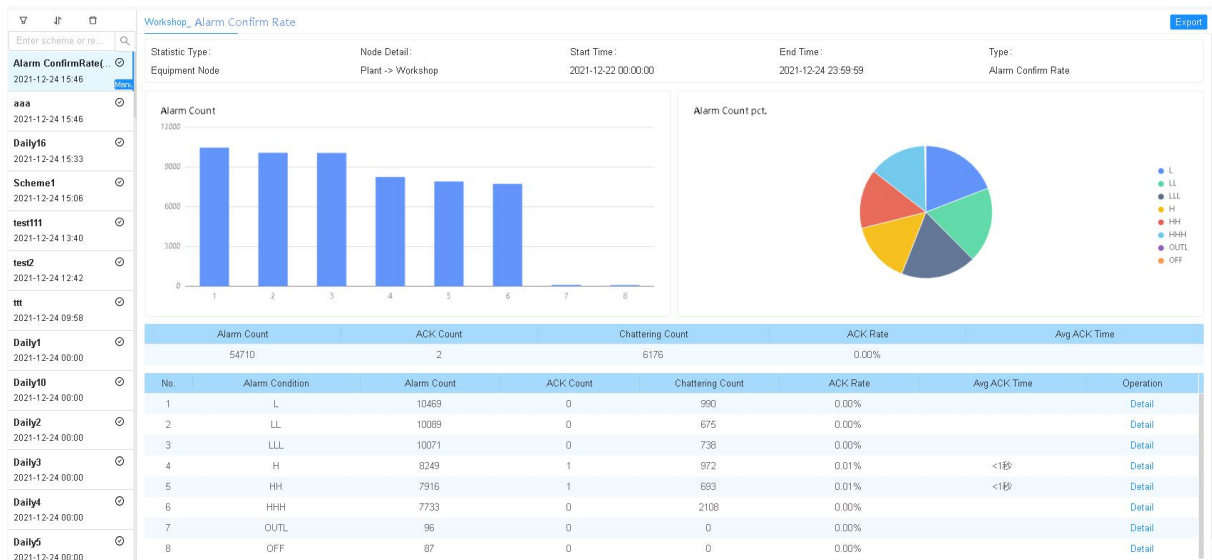 Enter scheme or re...
Alarm ConfirmRate(...
2021-12-24 15:46
Manu
aaa
2021-12-24 15:46
Daily16
2021-12-24 15:33
Scheme1
2021-12-24 15:06
test111
2021-12-24 13:40
test2
2021-12-24 12:42
ttt
2021-12-24 09:58
Daily1
2021-12-24 00:00
Daily10
2021-12-24 00:00
Daily2
2021-12-24 00:00
Daily3
2021-12-24 00:00
Daily4
2021-12-24 00:00
Daily5
2021-12-24 00:00
Workshop_ Alarm Confirm Rate
Export
Statistic Type: Node Detail: Start Time: End Time: Type:
Equipment Node Plant -> Workshop 2021-12-22 00:00:00 2021-12-24 23:59:59 Alarm Confirm Rate
Alarm Count
12000
9000
6000
3000
0
1 2 3 4 5 6 7 8
Alarm Count pct.
L
LL
LLL
H
HH
HHH
OUTL
OFF
Alarm Count ACK Count Chattering Count ACK Rate Avg ACK Time
54710 2 6176 0.00%
No. Alarm Condition Alarm Count ACK Count Chattering Count ACK Rate Avg ACK Time Operation
1 L 10469 0 990 0.00% Detail
2 LL 10089 0 675 0.00% Detail
3 LLL 10071 0 738 0.00% Detail
4 H 8249 1 972 0.01% <1秒 Detail
5 HH 7916 1 693 0.01% <1秒 Detail
6 HHH 7733 0 2108 0.00% Detail
7 OUTL 96 0 0 0.00% Detail
8 OFF 87 0 0 0.00% Detail